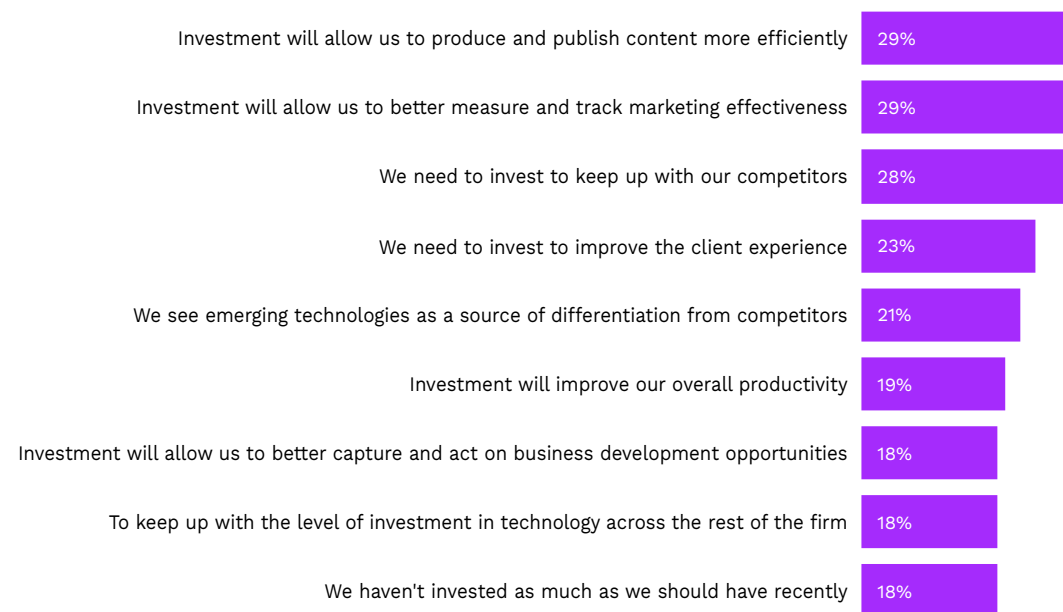 Investment will allow us to produce and publish content more efficiently 29%
Investment will allow us to better measure and track marketing effectiveness 29%
We need to invest to keep up with our competitors 28%
We need to invest to improve the client experience 23%
We see emerging technologies as a source of differentiation from competitors 21%
Investment will improve our overall productivity 19%
Investment will allow us to better capture and act on business development opportunities 18%
To keep up with the level of investment in technology across the rest of the firm 18%
We haven't invested as much as we should have recently 18%